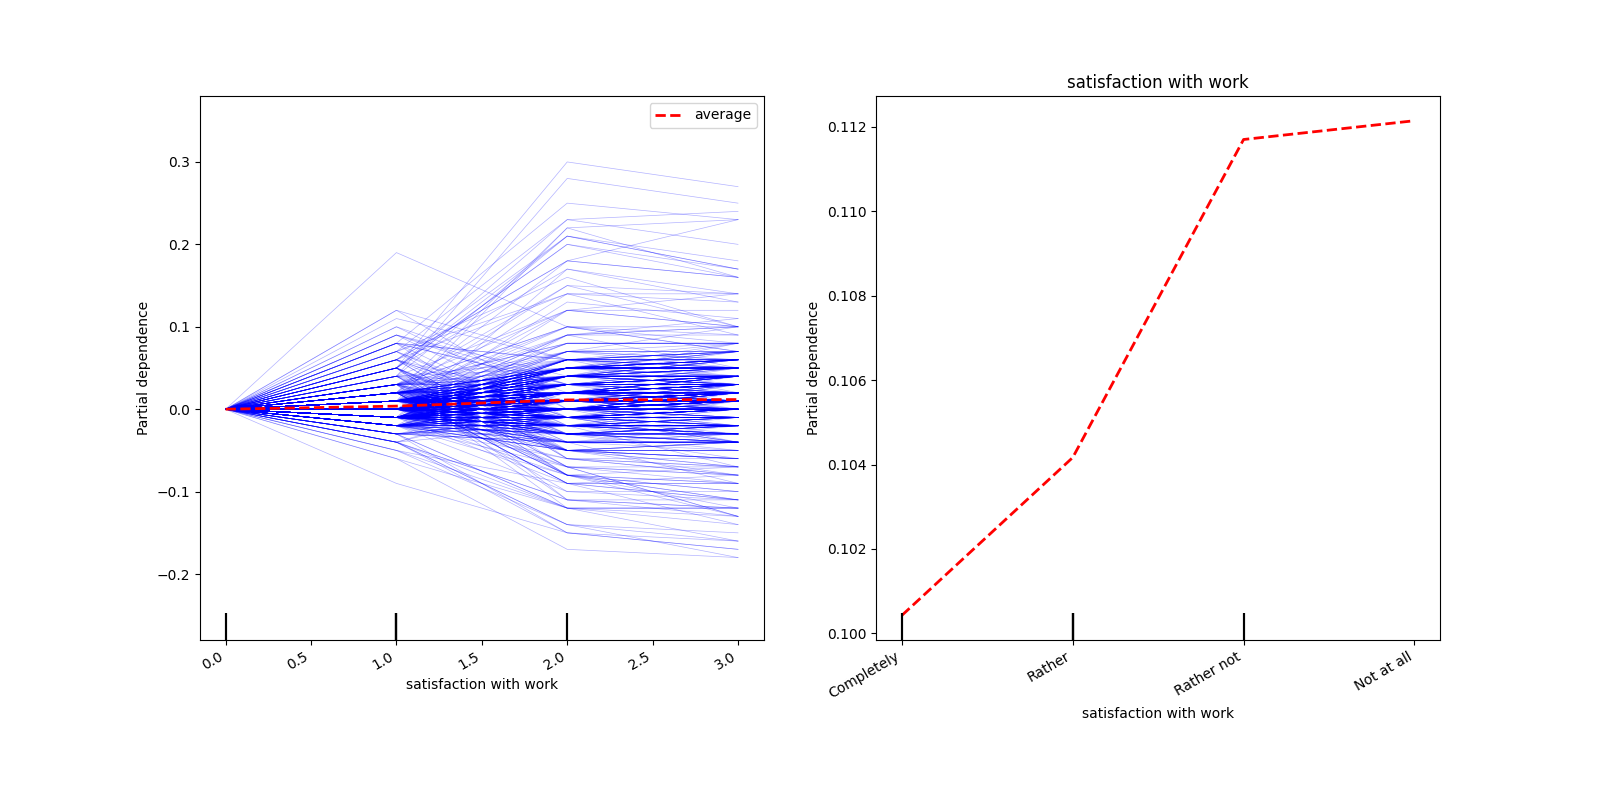 average
Partial dependence
0.3
0.2
0.1
0.0
−0.1
−0.2
0.0
0.5
1.0
1.5
2.0
2.5
3.0
satisfaction with work
satisfaction with work
Partial dependence
0.112
0.110
0.108
0.106
0.104
0.102
0.100
Completely
Rather
Rather not
Not at all
satisfaction with work